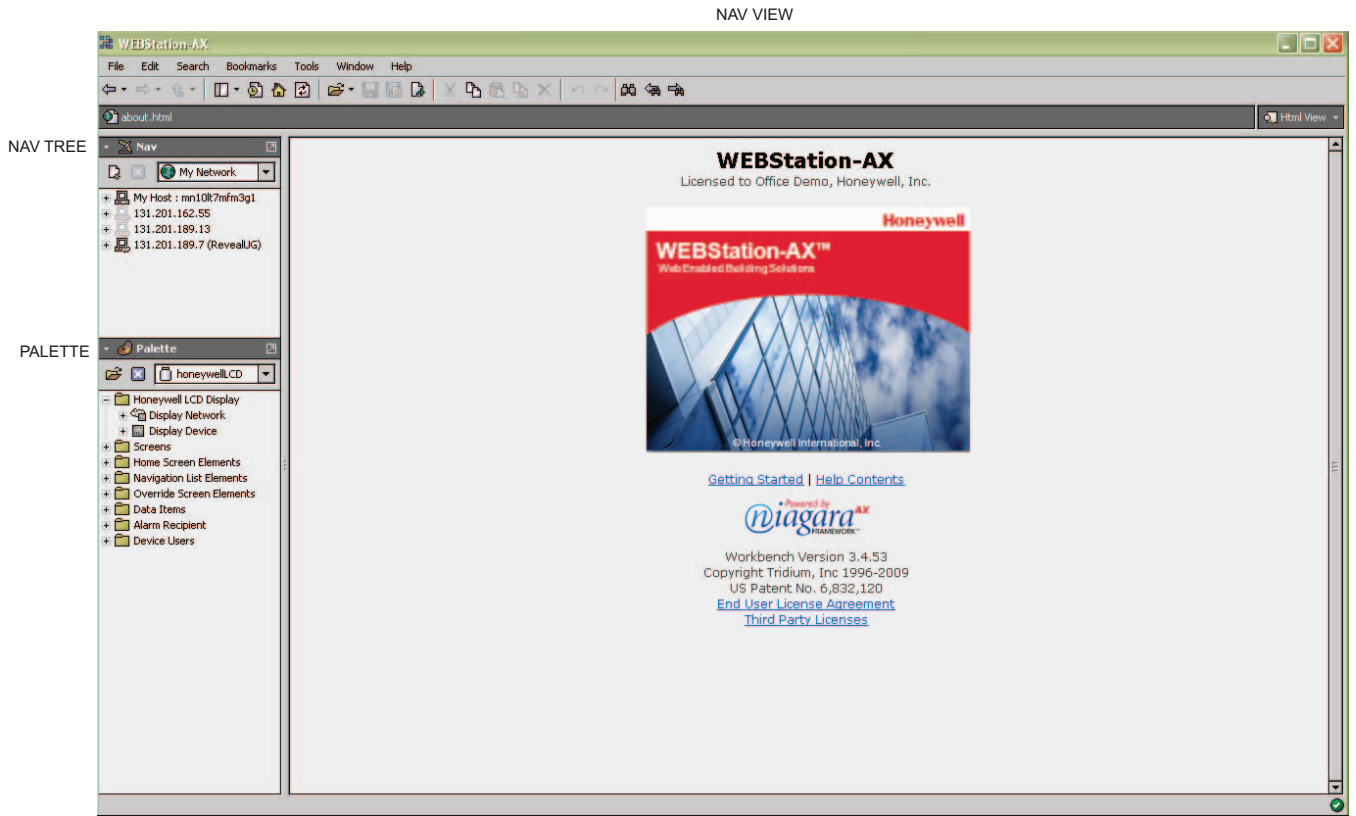 NAV VIEW
WEBStation-AX
File Edit Search Bookmarks Tools Window Help
about.html
Html View
NAV TREE
Nav
My Network
My Host : mn10lt7mfm3g1
131.201.162.55
131.201.189.13
131.201.189.7 (RevealUG)
PALETTE
Palette
honeywellLCD
Honeywell LCD Display
Display Network
Display Device
Screens
Home Screen Elements
Navigation List Elements
Override Screen Elements
Data Items
Alarm Recipient
Device Users
WEBStation-AX
Licensed to Office Demo, Honeywell, Inc.
Honeywell
WEBStation-AX™
Web Enabled Building Solutions
©Honeywell International, Inc.
Getting Started | Help Contents
Powered by
niagara AX
FRAMEWORK™
Workbench Version 3.4.53
Copyright Tridium, Inc 1996-2009
US Patent No. 6,832,120
End User License Agreement
Third Party Licenses